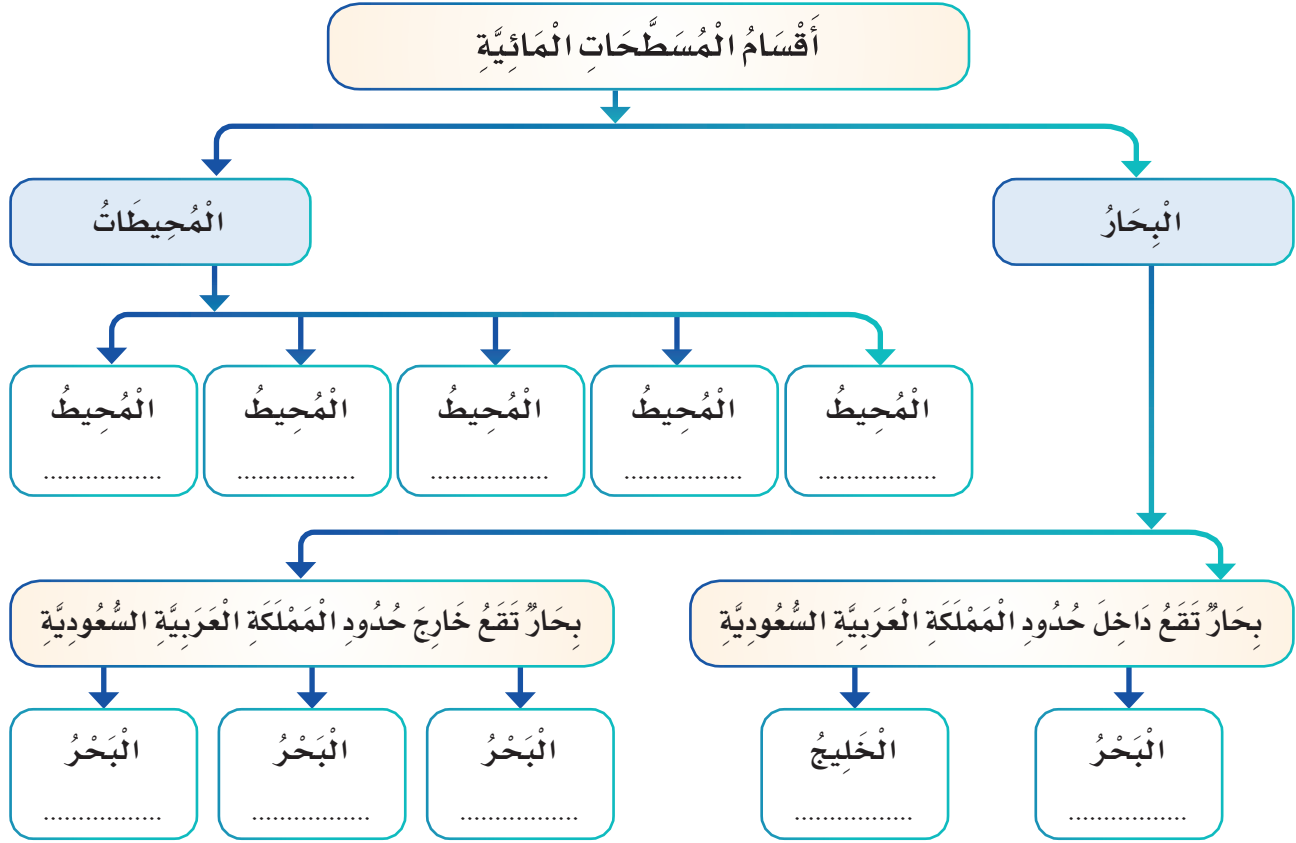 أَقْسَامُ الْمُسَطَّحَاتِ الْمَائِيَّةِ
الْبِحَارُ
الْمُحِيطَاتُ
الْمُحِيطُ
.................
الْمُحِيطُ
.................
الْمُحِيطُ
.................
الْمُحِيطُ
.................
الْمُحِيطُ
.................
بِحَارٌ تَقَعُ دَاخِلَ حُدُودِ الْمَمْلَكَةِ الْعَرَبِيَّةِ السُّعُودِيَّةِ
بِحَارٌ تَقَعُ خَارِجَ حُدُودِ الْمَمْلَكَةِ الْعَرَبِيَّةِ السُّعُودِيَّةِ
الْبَحْرُ
.................
الْخَلِيجُ
.................
الْبَحْرُ
.................
الْبَحْرُ
.................
الْبَحْرُ
.................